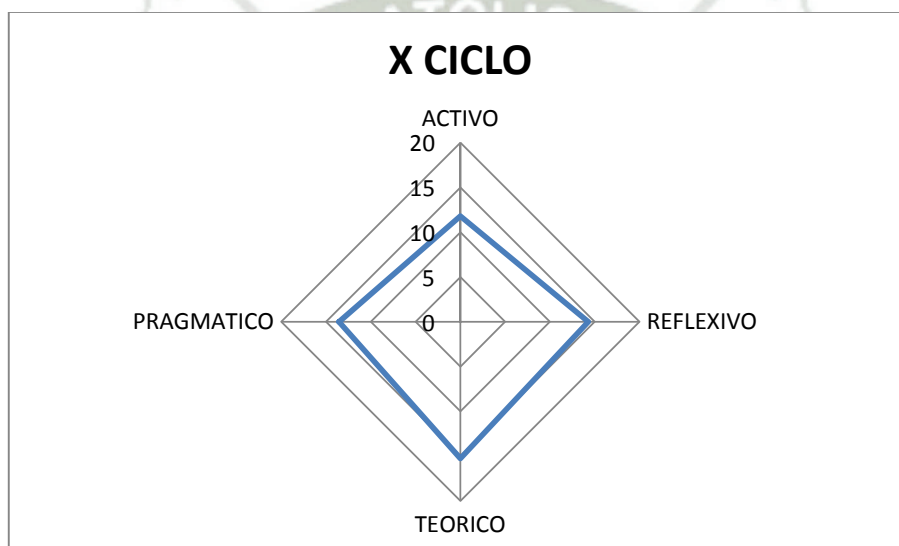 X CICLO
ACTIVO
20
15
10
5
0
PRAGMATICO
REFLEXIVO
TEORICO